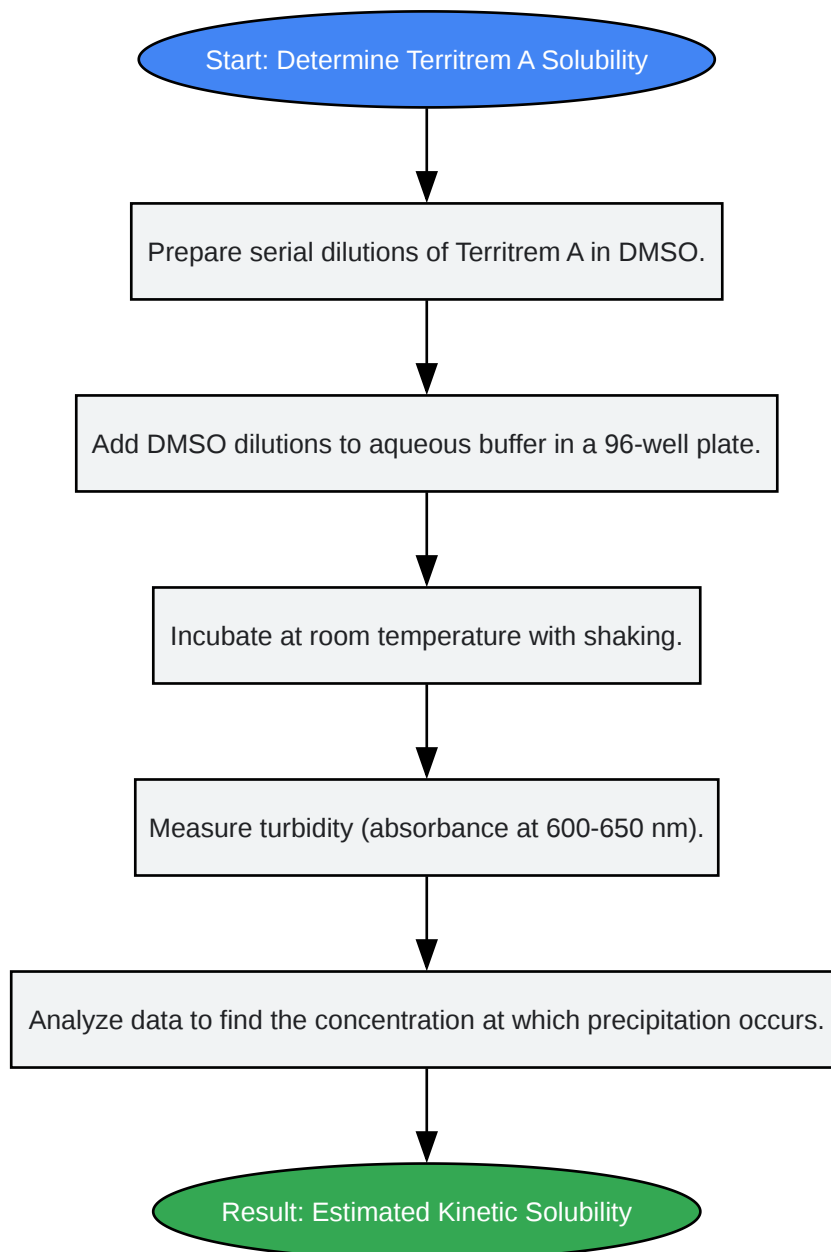 Start: Determine Territrem A Solubility
Prepare serial dilutions of Territrem A in DMSO.
Add DMSO dilutions to aqueous buffer in a 96-well plate.
Incubate at room temperature with shaking.
Measure turbidity (absorbance at 600-650 nm).
Analyze data to find the concentration at which precipitation occurs.
Result: Estimated Kinetic Solubility